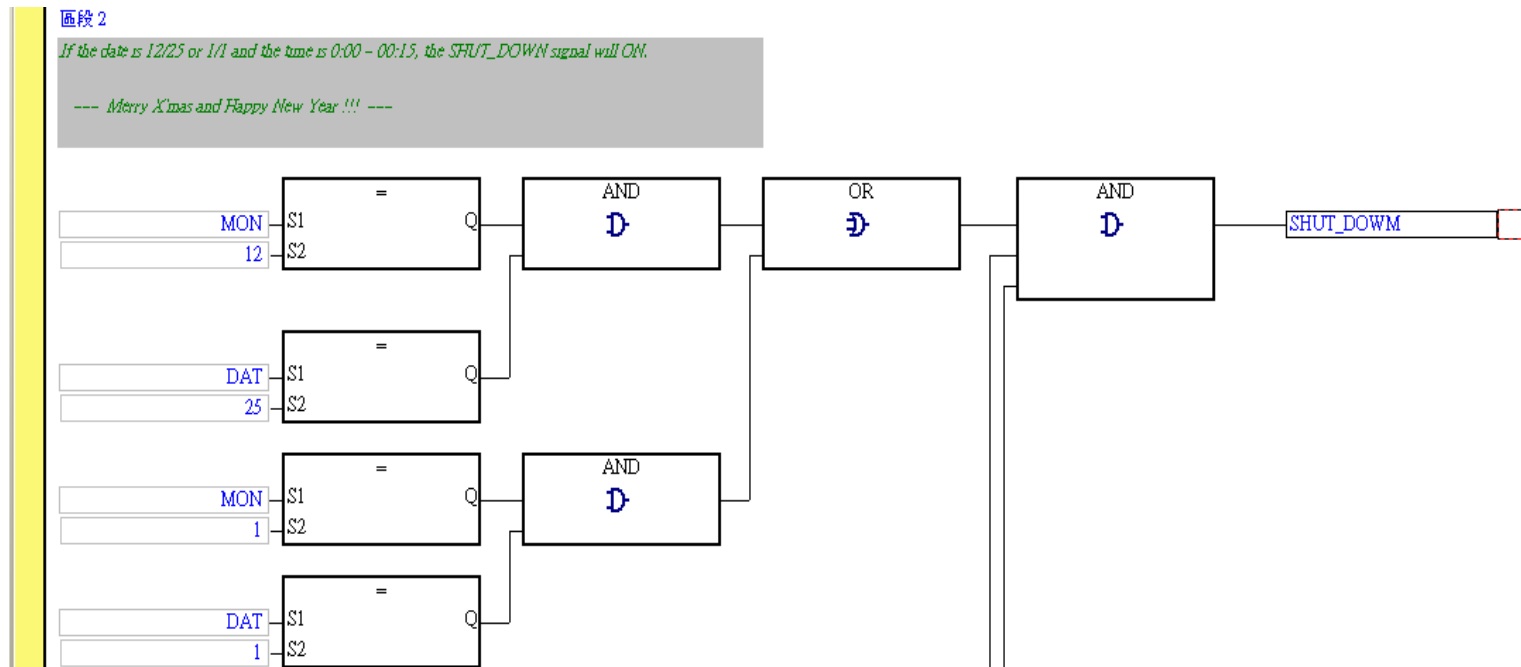 區段 2
If the date is 12/25 or 1/1 and the time is 0:00 – 00:15, the SHUT_DOWN signal will ON.
--- Merry X'mas and Happy New Year !!! ---
=
AND
OR
AND
MON
S1
Q
SHUT_DOWM
12
S2
=
DAT
S1
Q
25
S2
=
AND
MON
S1
Q
1
S2
=
DAT
S1
Q
1
S2